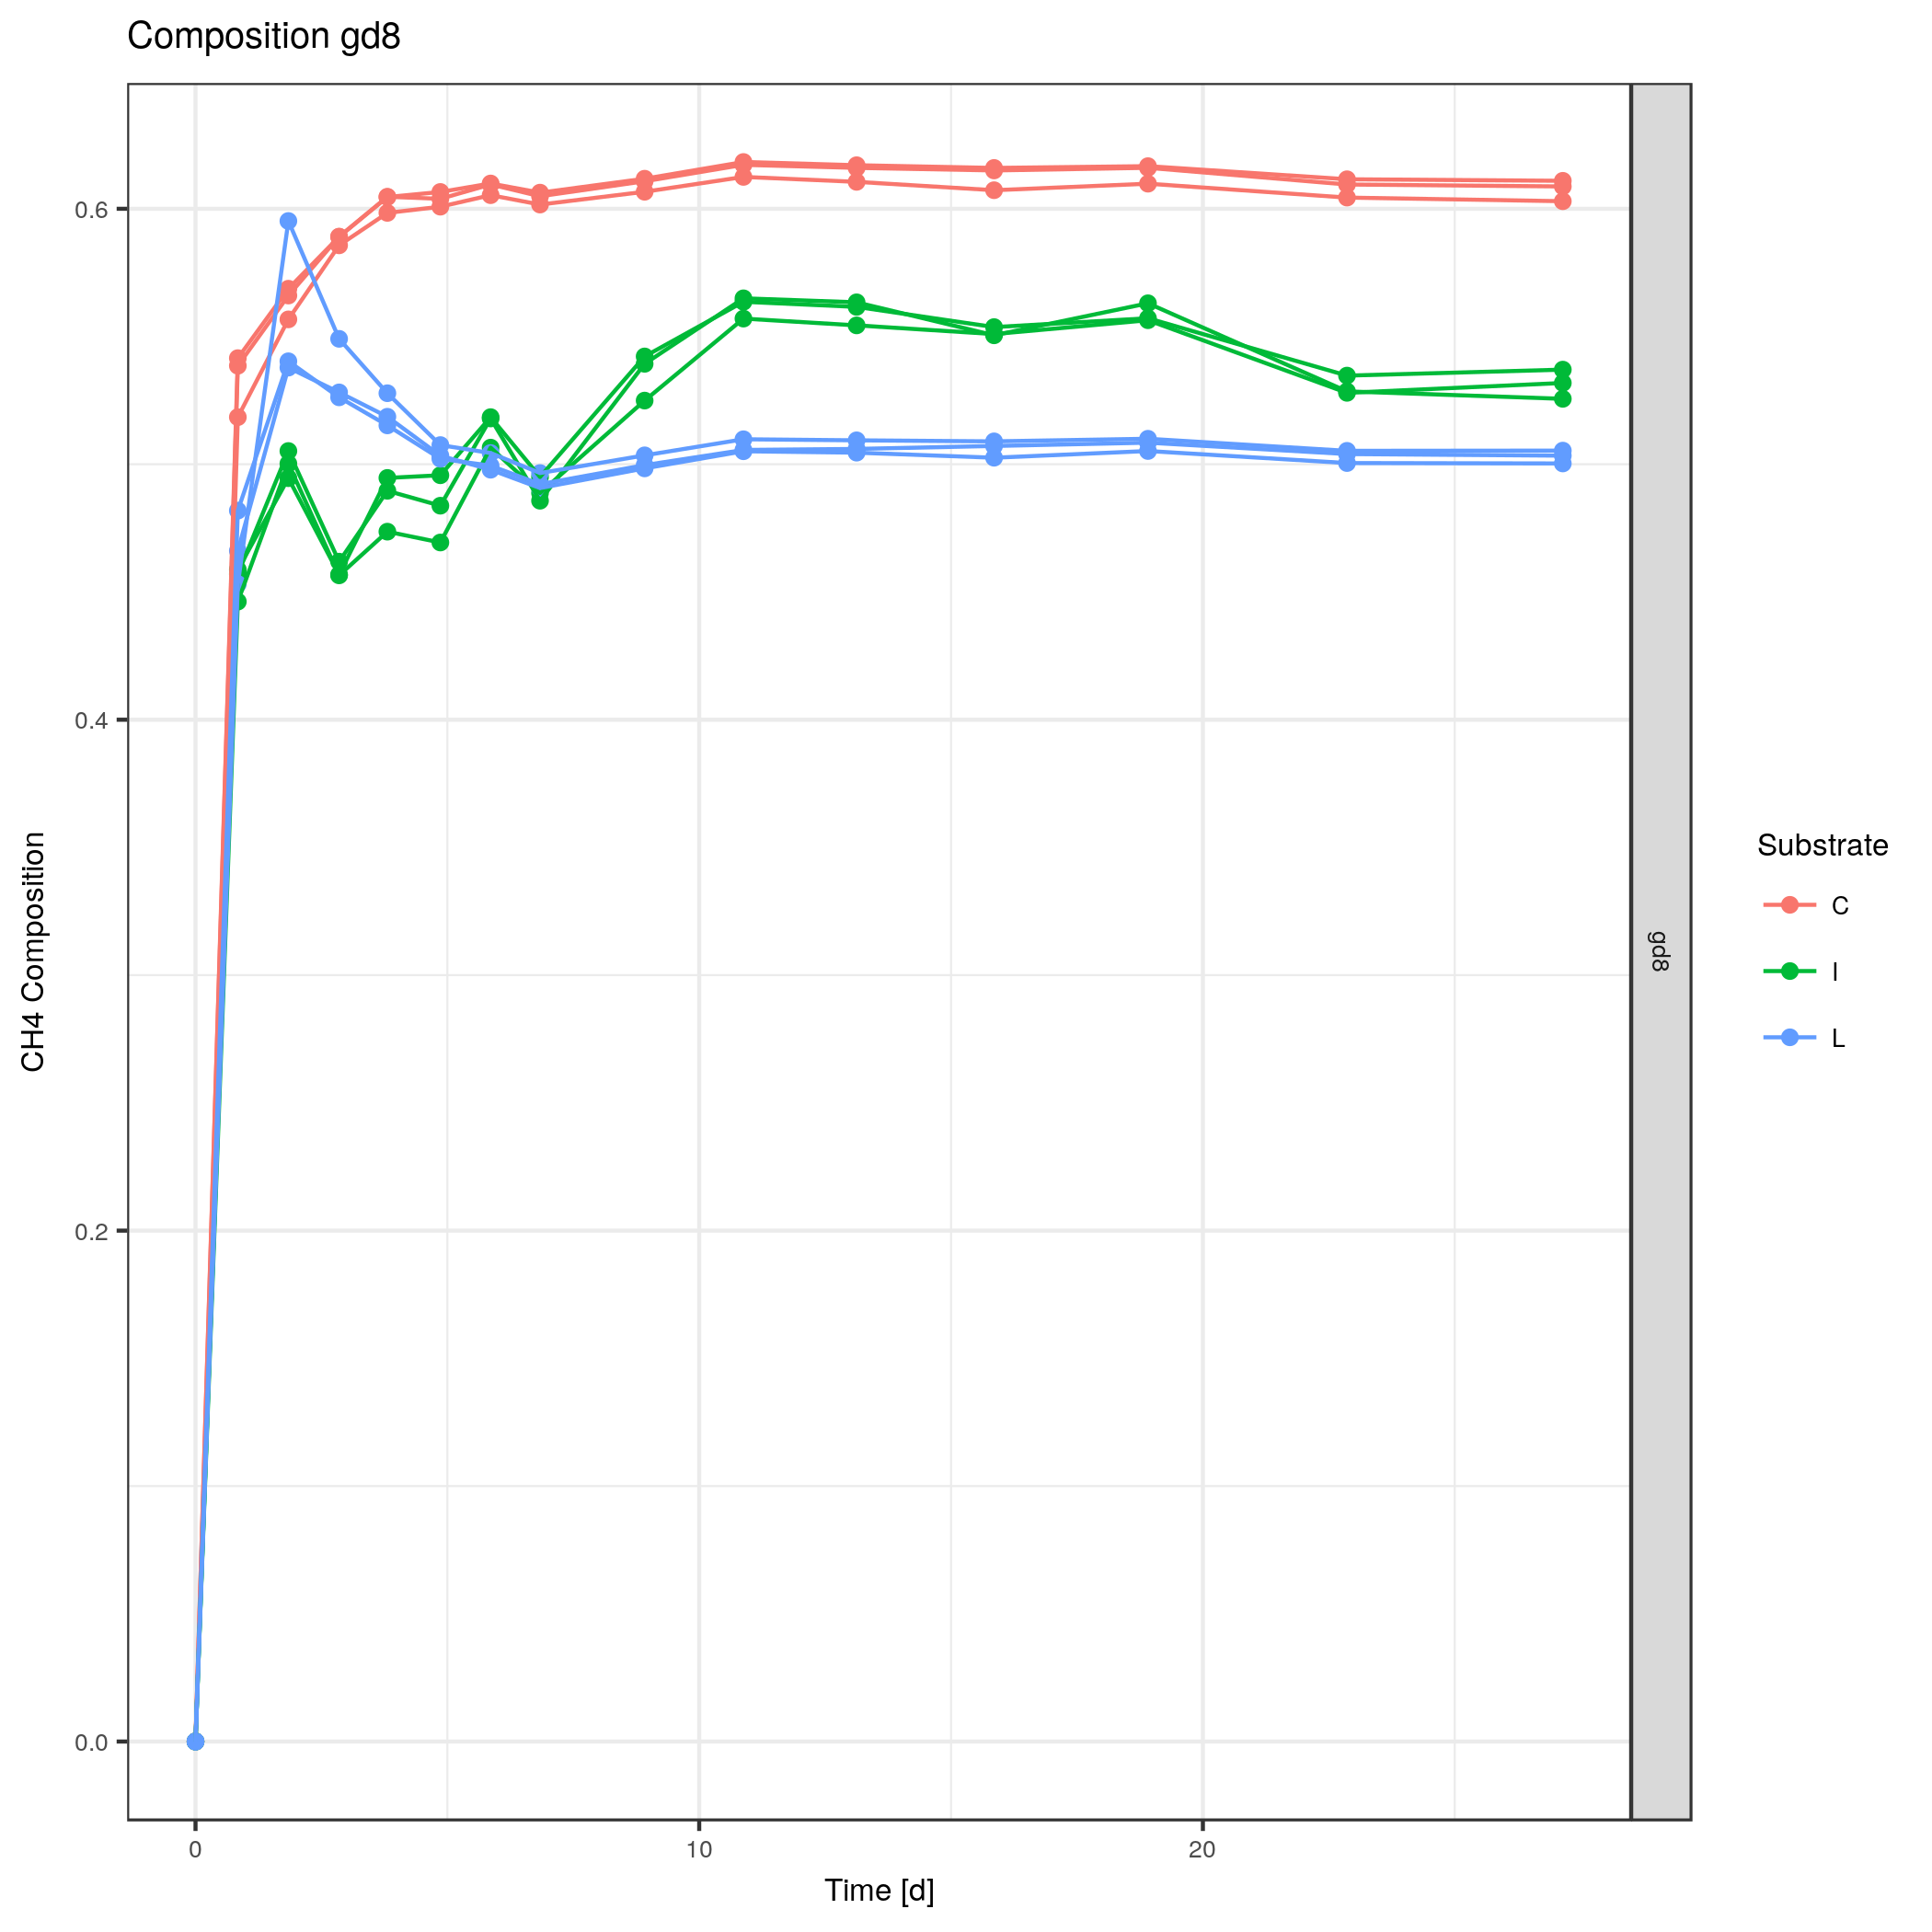 Composition gd8
0.6
0.4
0.2
0.0
CH4 Composition
0
10
20
Time [d]
gd8
Substrate
C
I
L